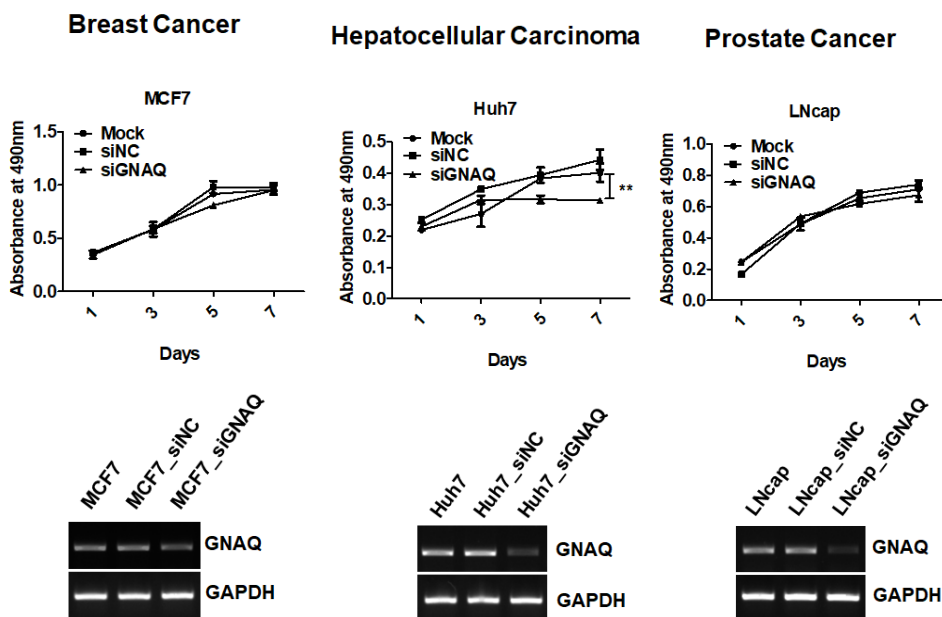 Breast Cancer
Hepatocellular Carcinoma
Prostate Cancer
MCF7
Absorbance at 490nm
1.5
1.0
0.5
0.0
Mock
siNC
siGNAQ
1 3 5 7
Days
Huh7
Absorbance at 490nm
0.5
0.4
0.3
0.2
0.1
0.0
Mock
siNC
siGNAQ
**
1 3 5 7
Days
LNcap
Absorbance at 490nm
1.0
0.8
0.6
0.4
0.2
0.0
Mock
siNC
siGNAQ
1 3 5 7
Days
MCF7
MCF7_siNC
MCF7_siGNAQ
GNAQ
GAPDH
Huh7
Huh7_siNC
Huh7_siGNAQ
GNAQ
GAPDH
LNcap
LNcap_siNC
LNcap_siGNAQ
GNAQ
GAPDH